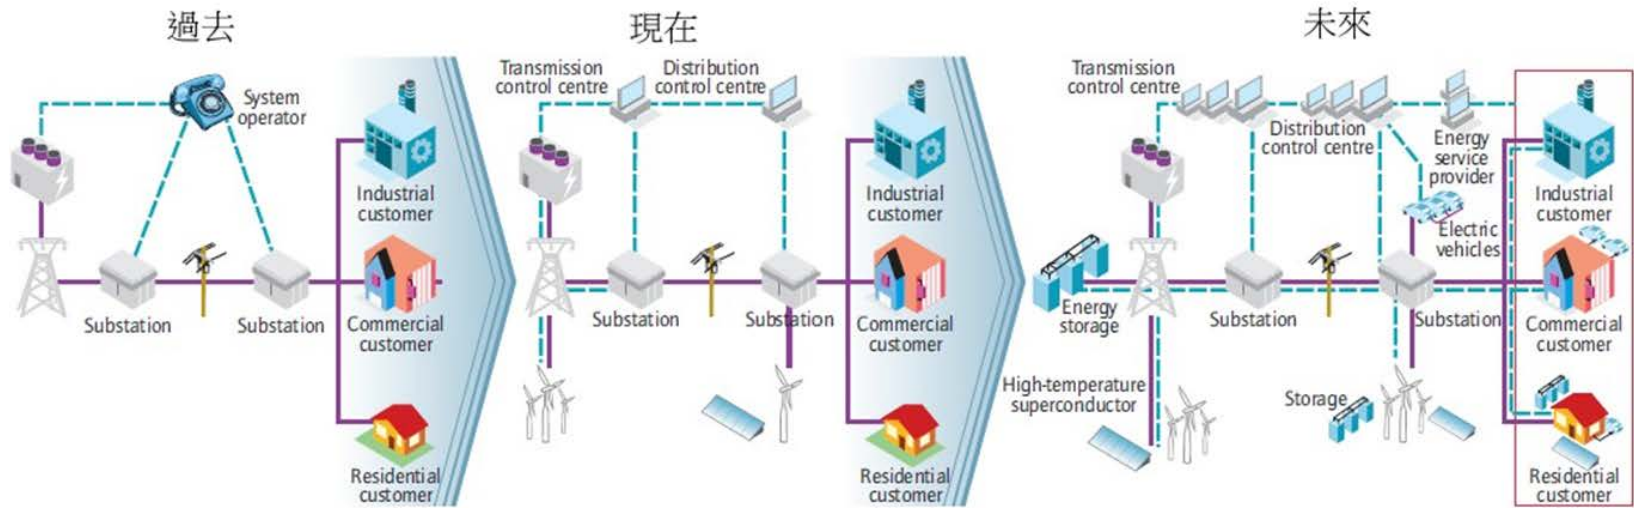 過去
System
operator
Industrial
customer
Substation
Substation
Commercial
customer
Residential
customer
現在
Transmission
control centre
Distribution
control centre
Industrial
customer
Substation
Substation
Commercial
customer
Residential
customer
未來
Transmission
control centre
Distribution
control centre
Energy
service
provider
Industrial
customer
Electric
vehicles
Energy
storage
Substation
Substation
Commercial
customer
High-temperature
superconductor
Storage
Residential
customer